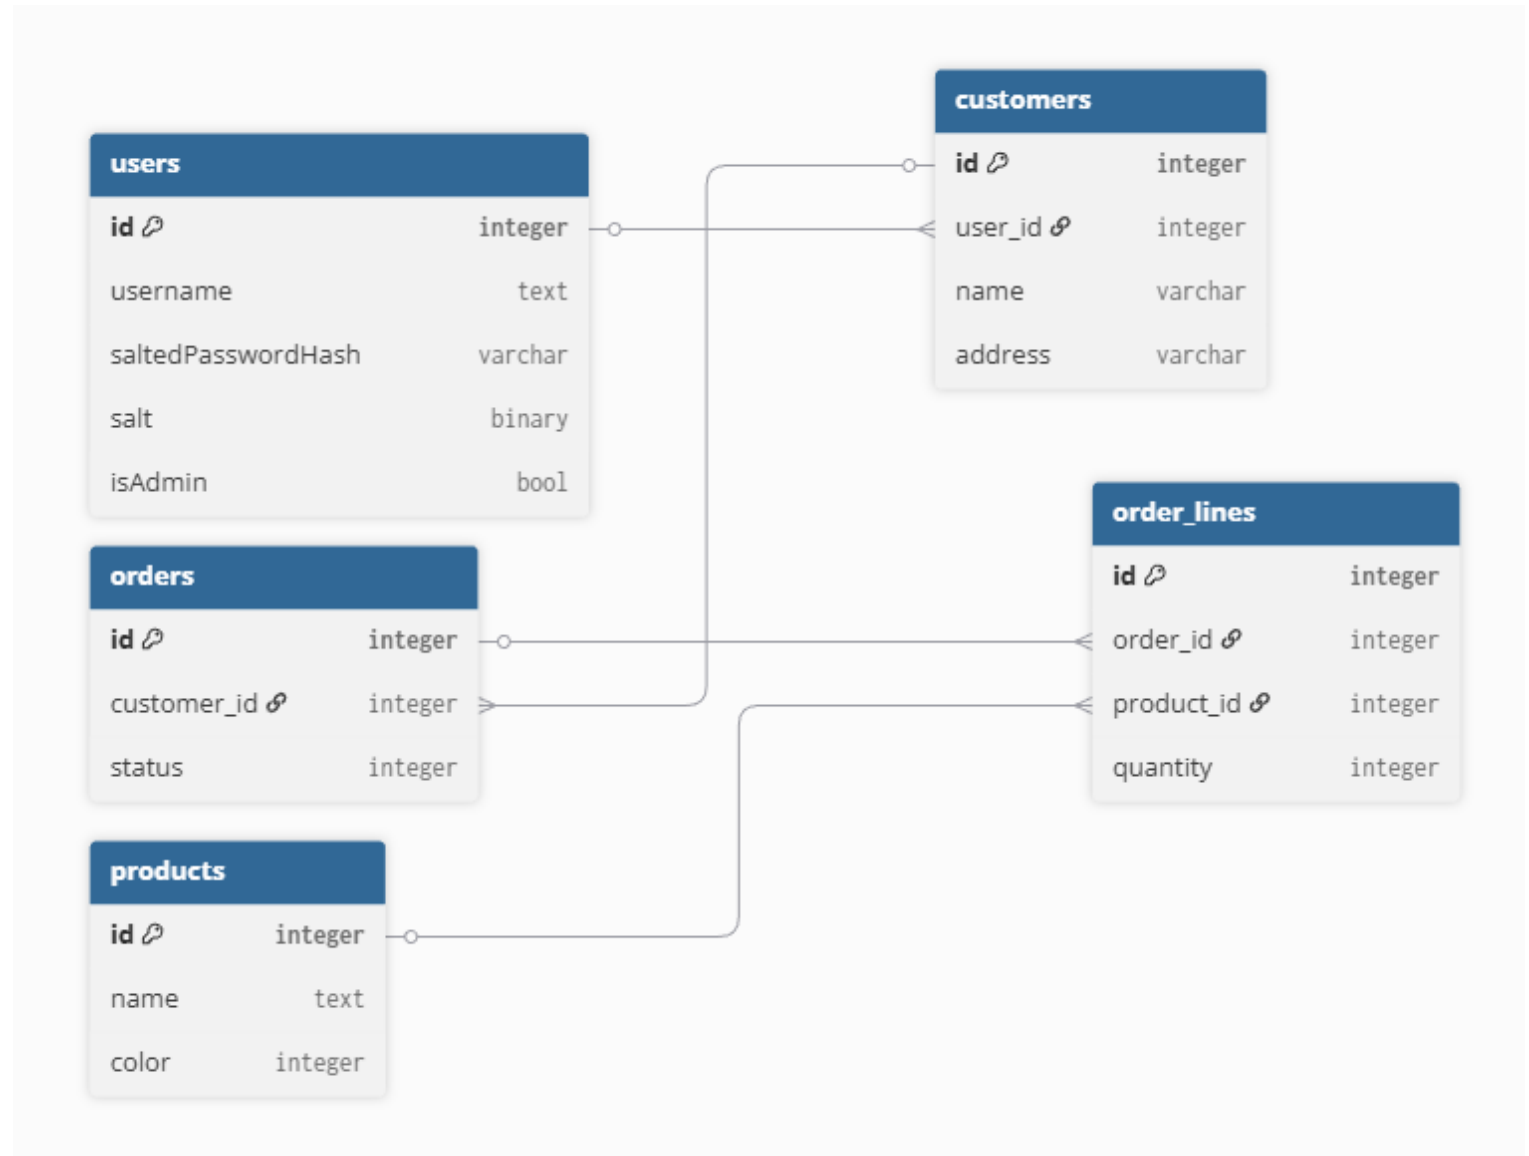 users
id integer
username text
saltedPasswordHash varchar
salt binary
isAdmin bool
customers
id integer
user_id integer
name varchar
address varchar
orders
id integer
customer_id integer
status integer
order_lines
id integer
order_id integer
product_id integer
quantity integer
products
id integer
name text
color integer